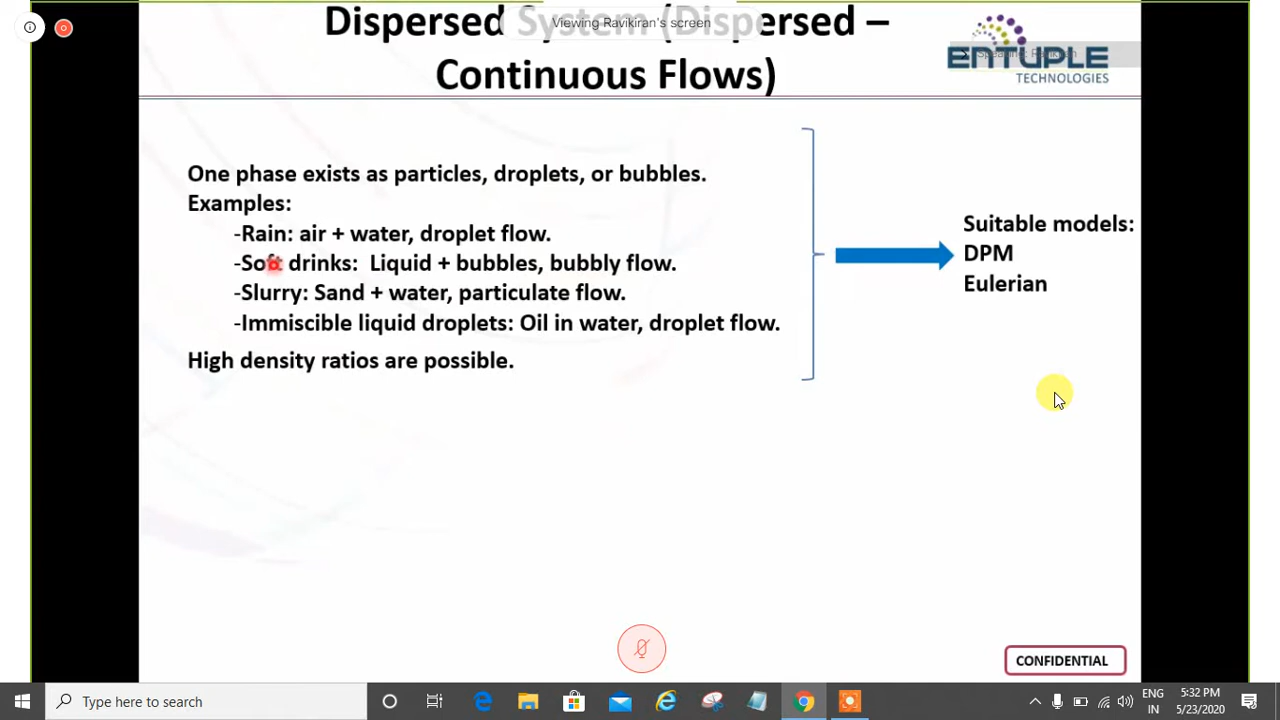 Dispersed System (Dispersed –
Viewing Ravikiran's screen
Continuous Flows)
ENTUPLE
TECHNOLOGIES
One phase exists as particles, droplets, or bubbles.
Examples:
-Rain: air + water, droplet flow.
-Soft drinks: Liquid + bubbles, bubbly flow.
-Slurry: Sand + water, particulate flow.
-Immiscible liquid droplets: Oil in water, droplet flow.
High density ratios are possible.
Suitable models:
DPM
Eulerian
CONFIDENTIAL
Type here to search
ENG
IN
5:32 PM
5/23/2020